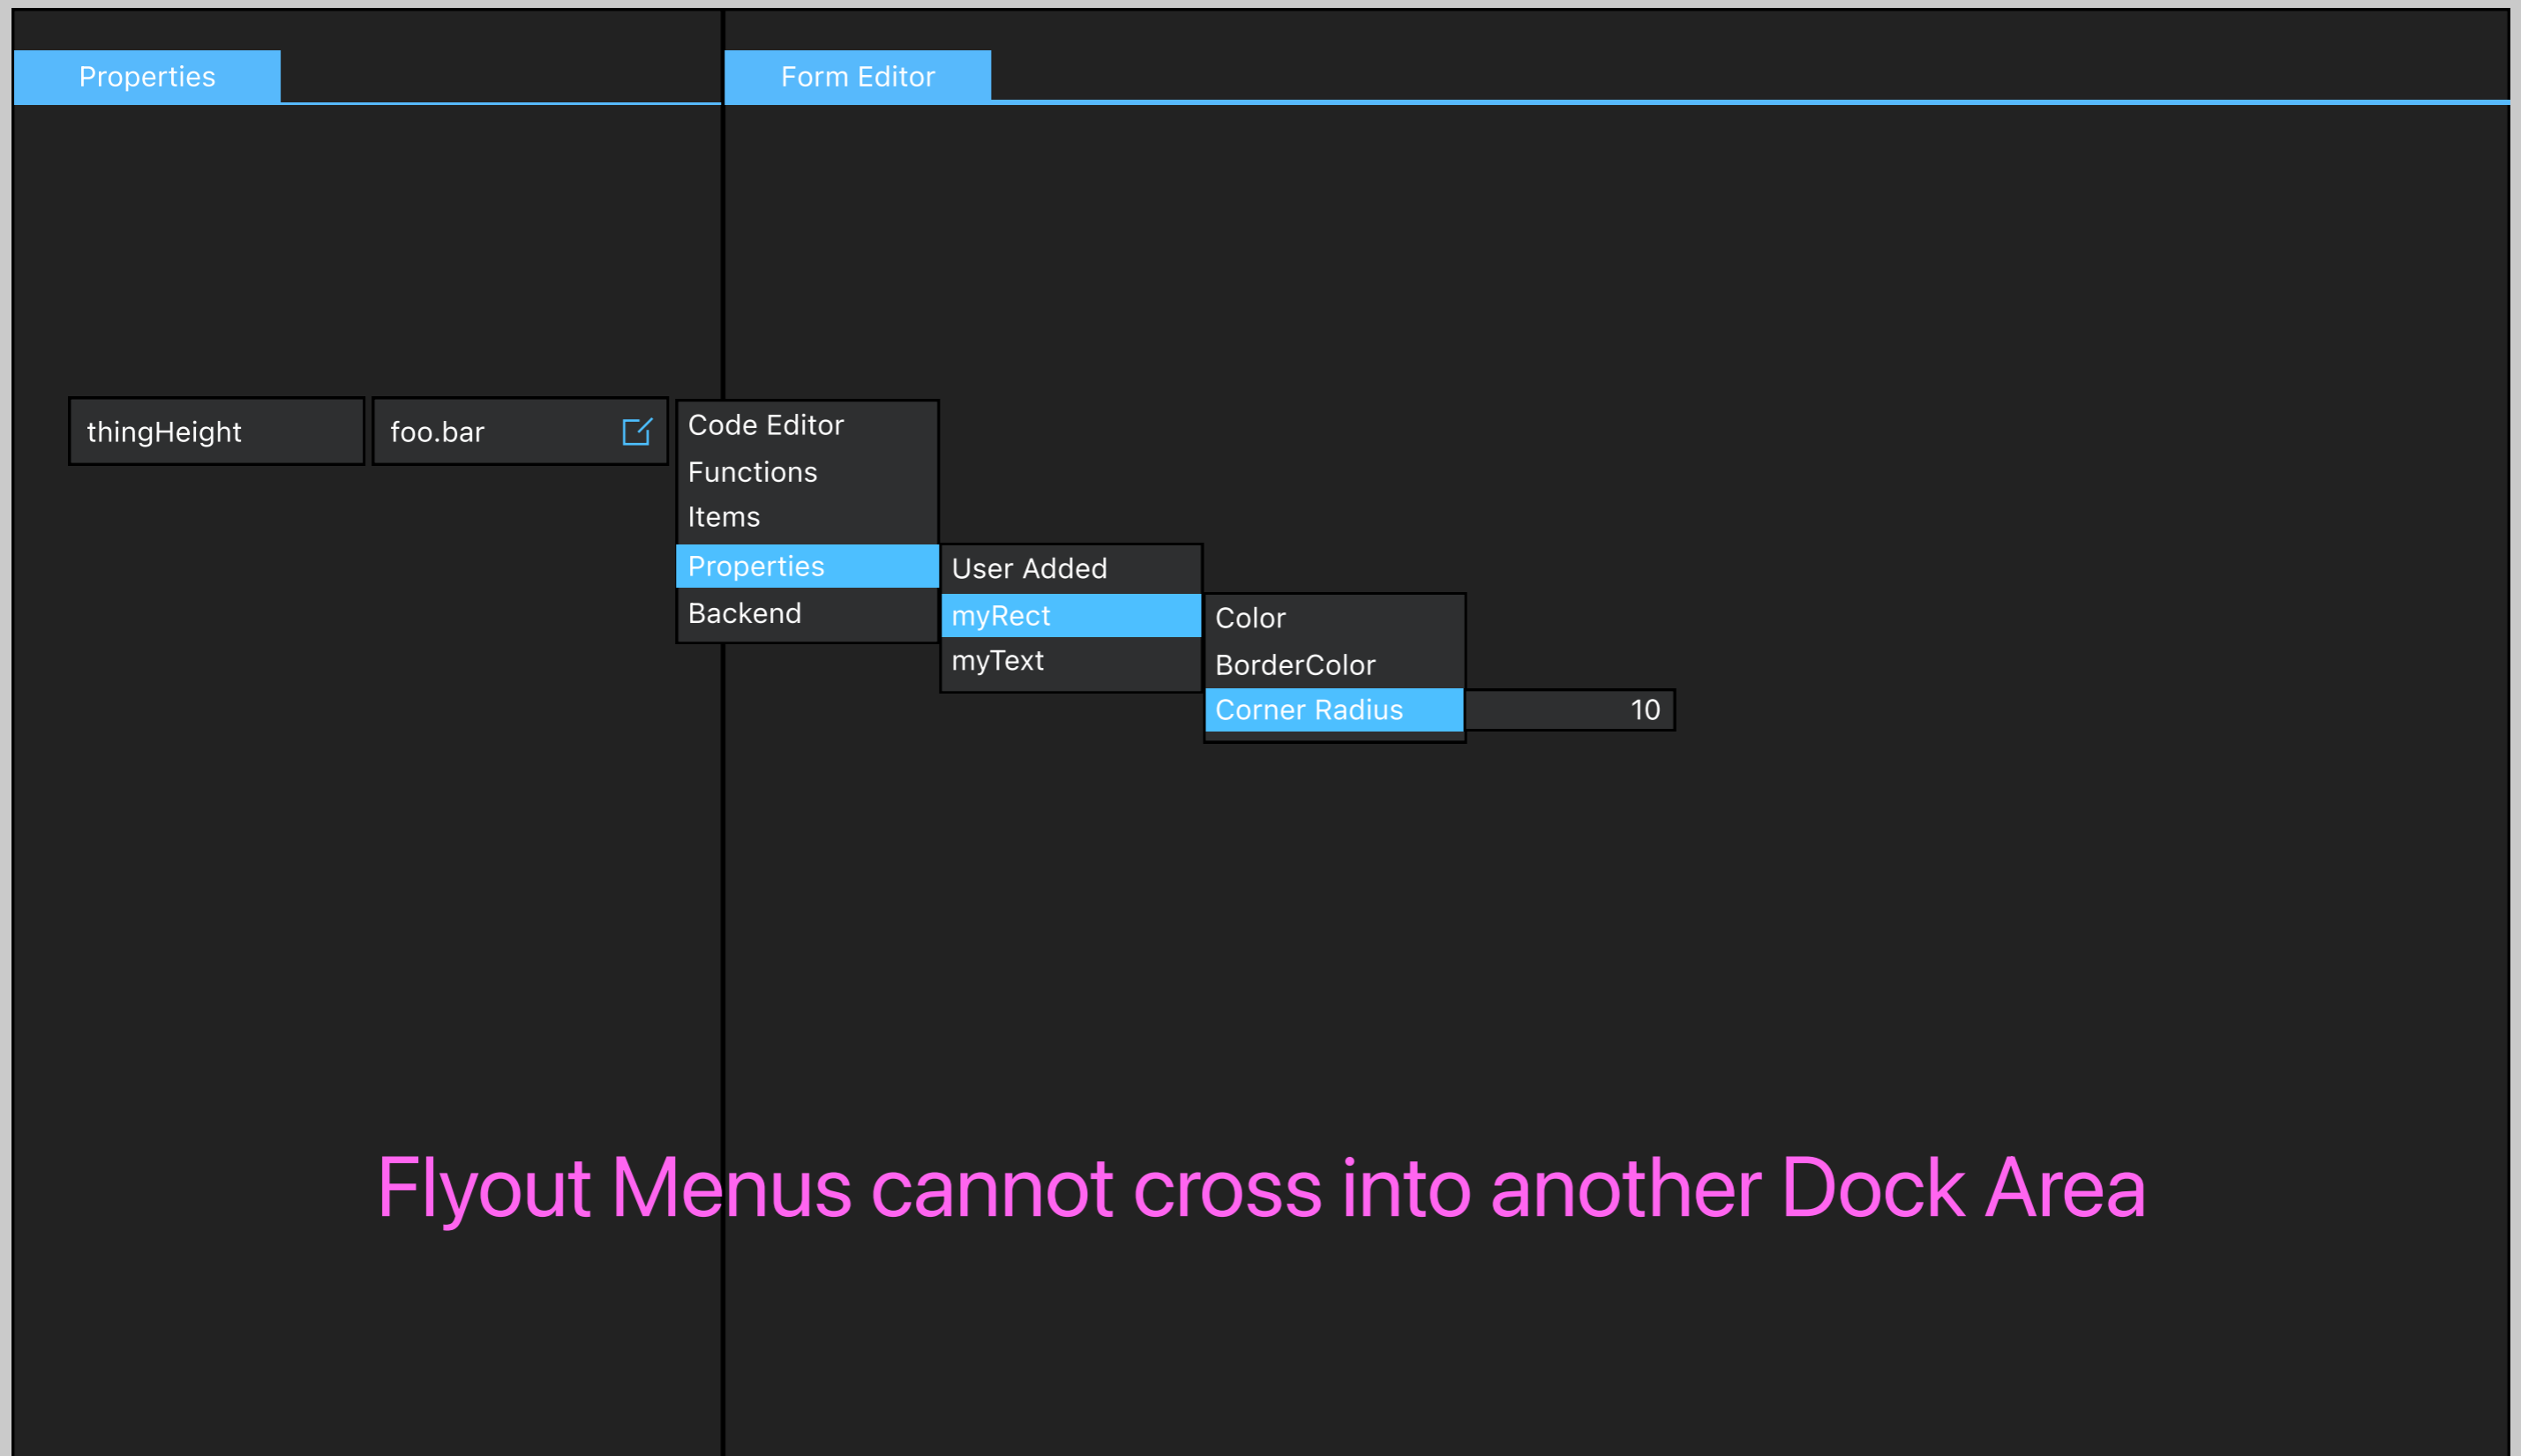 Properties
Form Editor
thingHeight
foo.bar
Code Editor
Functions
Items
Properties
Backend
User Added
myRect
myText
Color
BorderColor
Corner Radius
10
Flyout Menus cannot cross into another Dock Area